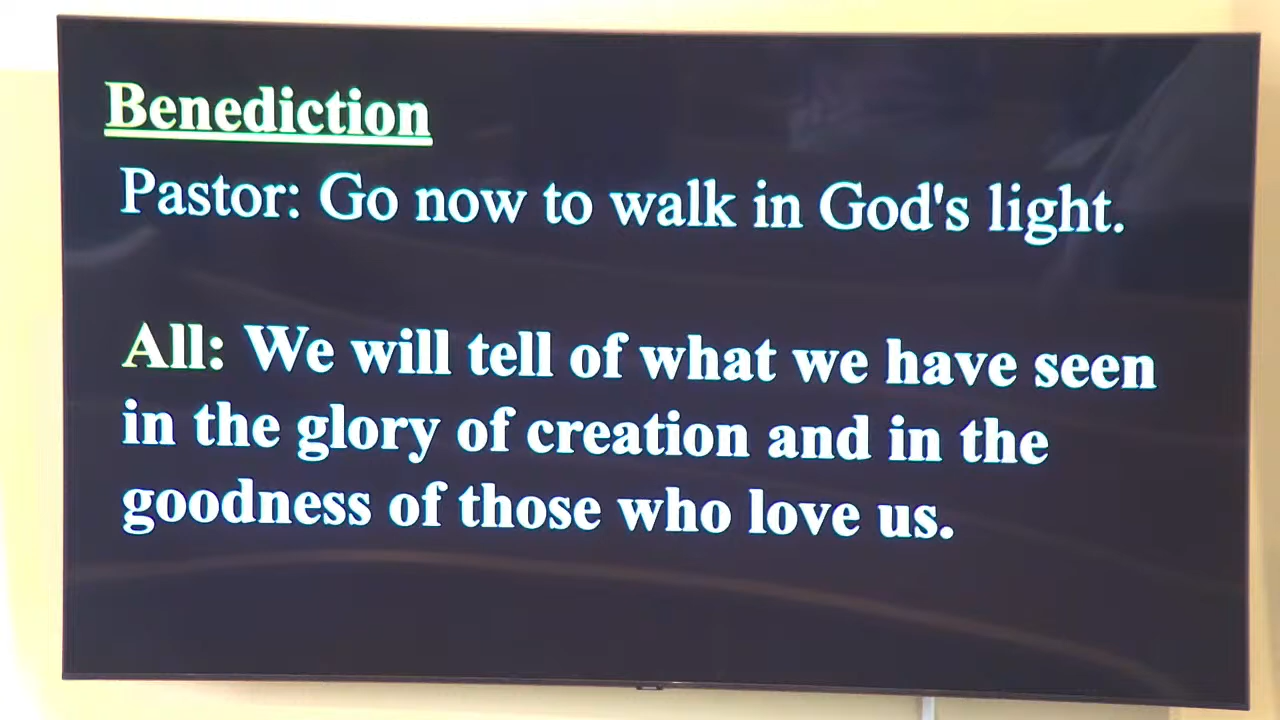 Benediction
Pastor: Go now to walk in God's light.
All: We will tell of what we have seen
in the glory of creation and in the
goodness of those who love us.